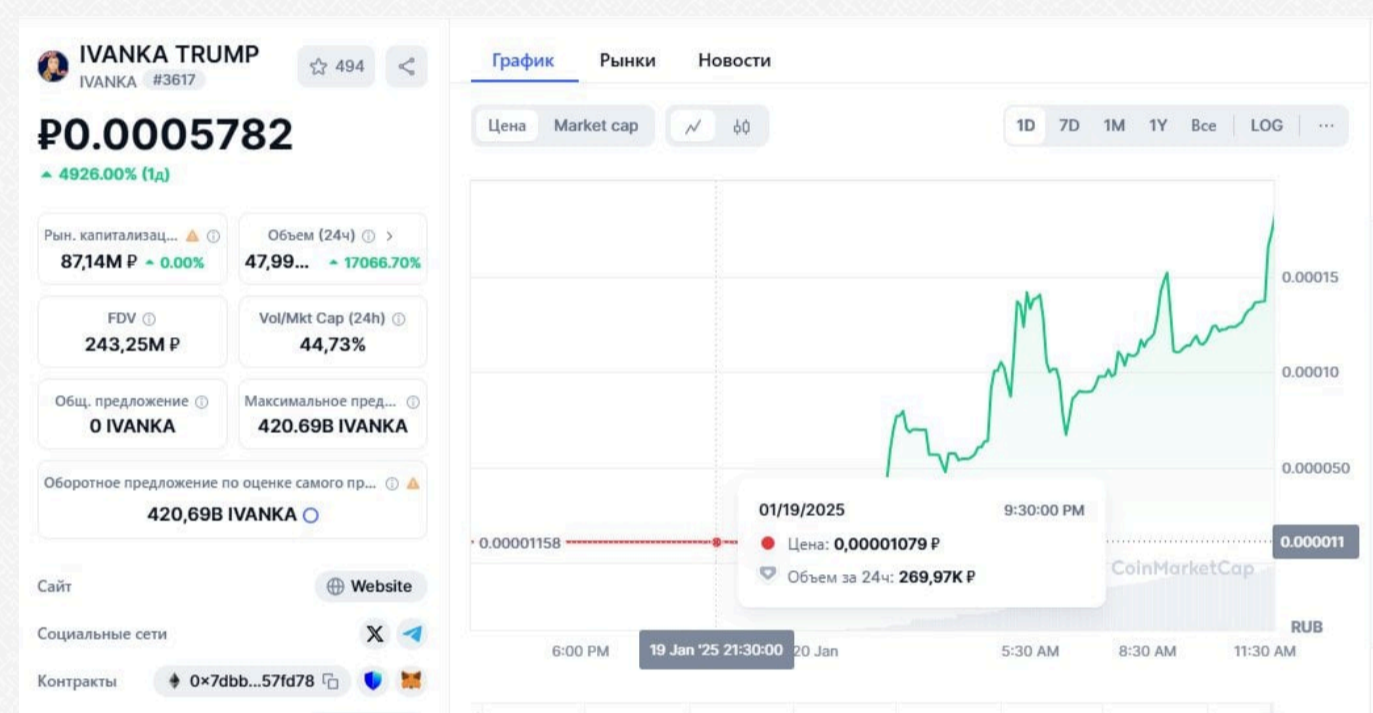 IVANKA TRUMP
IVANKA #3617
494
₽0.0005782
4926.00% (1д)
Рын. капитализац...
87,14M ₽ 0.00%
Объем (24ч)
47,99... 17066.70%
FDV
243,25M ₽
Vol/Mkt Cap (24h)
44,73%
Общ. предложение
0 IVANKA
Максимальное пред...
420.69B IVANKA
Оборотное предложение по оценке самого пр...
420,69B IVANKA
Сайт
Website
Социальные сети
Контракты
0×7dbb...57fd78
График Рынки Новости
Цена Market cap
1D 7D 1M 1Y Все LOG ...
0.00015
0.00010
0.000050
0.00001158
0.000011
01/19/2025 9:30:00 PM
Цена: 0,00001079 ₽
Объем за 24ч: 269,97K ₽
CoinMarketCap
RUB
6:00 PM 19 Jan '25 21:30:00 20 Jan 5:30 AM 8:30 AM 11:30 AM